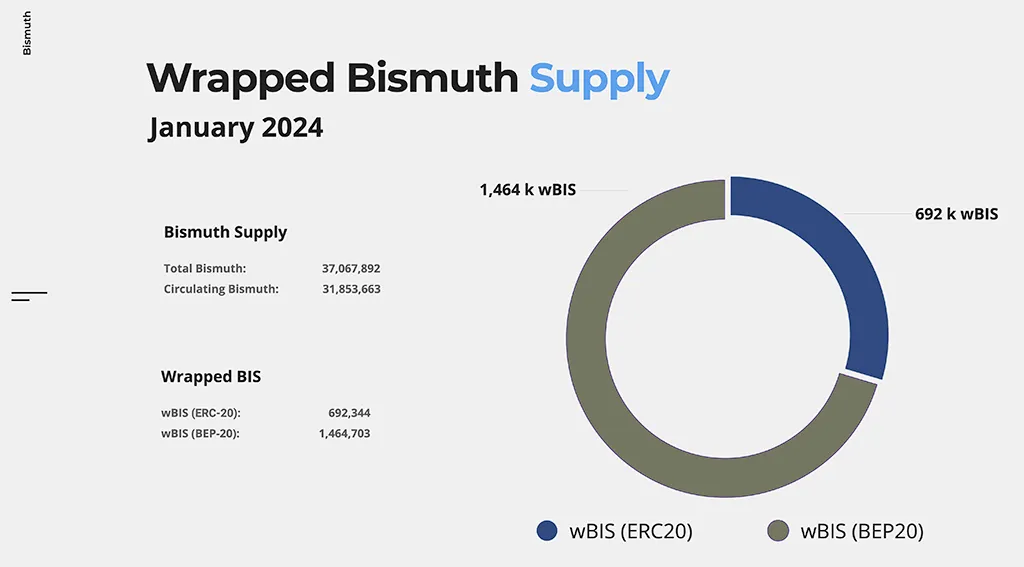 Bismuth
Wrapped Bismuth Supply
January 2024
1,464 k wBIS
692 k wBIS
Bismuth Supply
Total Bismuth: 37,067,892
Circulating Bismuth: 31,853,663
Wrapped BIS
wBIS (ERC-20): 692,344
wBIS (BEP-20): 1,464,703
wBIS (ERC20) wBIS (BEP20)